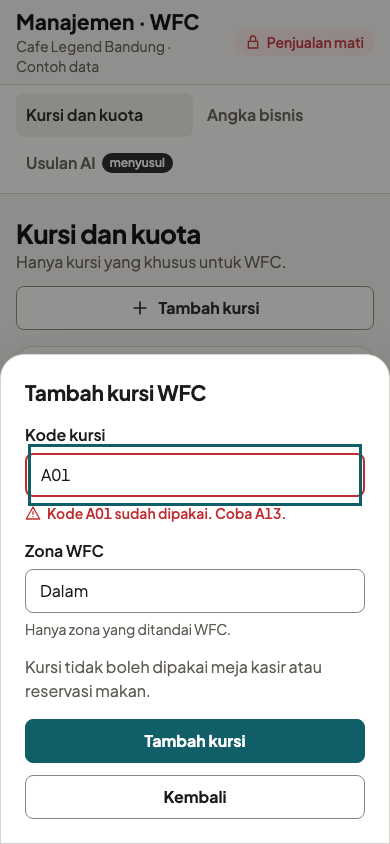 Manajemen · WFC
Cafe Legend Bandung ·
Contoh data
Penjualan mati
Kursi dan kuota
Angka bisnis
Usulan AI menyusul
Kursi dan kuota
Hanya kursi yang khusus untuk WFC.
+ Tambah kursi
Tambah kursi WFC
Kode kursi
A01
Kode A01 sudah dipakai. Coba A13.
Zona WFC
Dalam
Hanya zona yang ditandai WFC.
Kursi tidak boleh dipakai meja kasir atau
reservasi makan.
Tambah kursi
Kembali